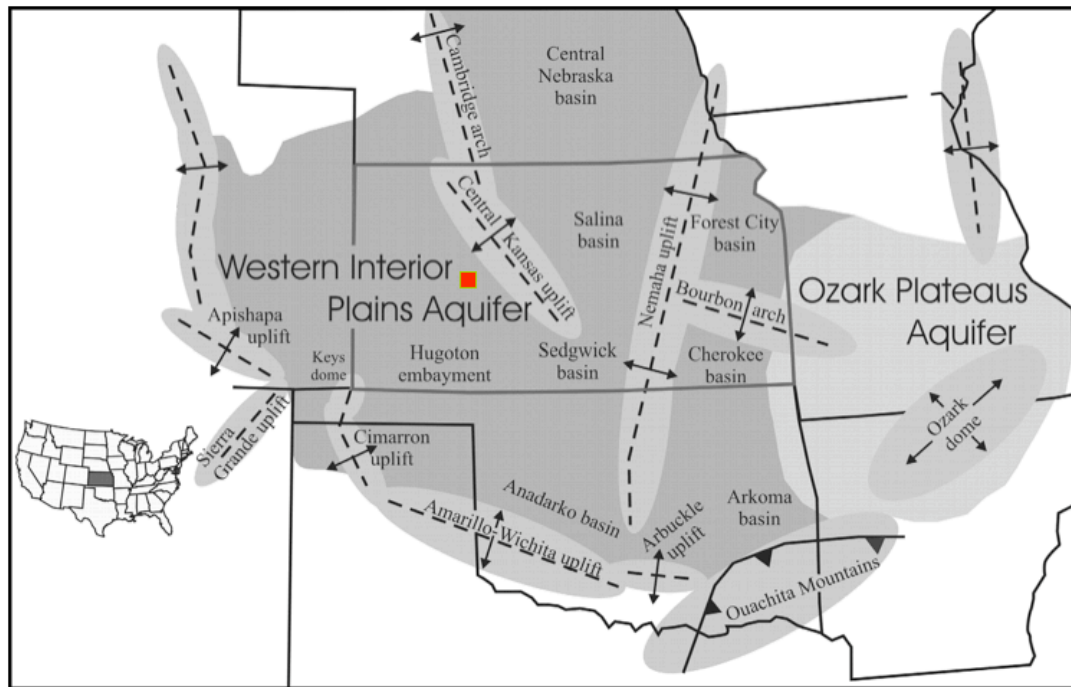 Central
Nebraska
basin
Cambridge arch
Central
Kansas uplift
Salina
basin
Nemaha uplift
Forest City
basin
Western Interior
Plains Aquifer
Bourbon arch
Ozark Plateaus
Aquifer
Apishapa
uplift
Keys
dome
Hugoton
embayment
Sedgwick
basin
Cherokee
basin
Sierra
Grande uplift
Cimarron
uplift
Ozark
dome
Anadarko basin
Amarillo-Wichita uplift
Arbuckle
uplift
Arkoma
basin
Ouachita Mountains